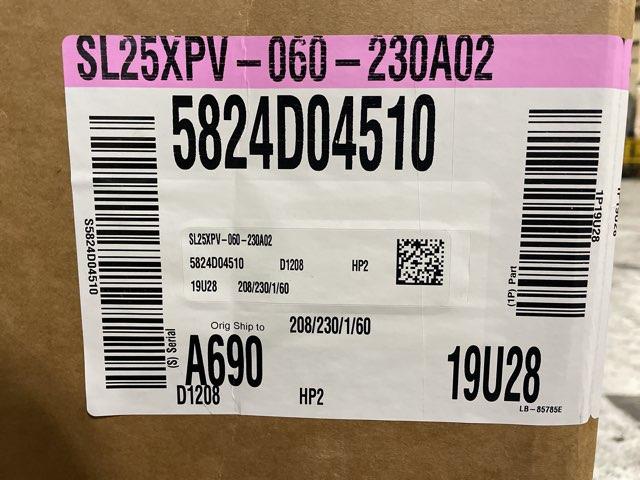 SL25XPV-060-230A02
5824D04510
S5824D04510
(S) Serial
SL25XPV-060-230A02
5824D04510 D1208 HP2
19U28 208/230/1/60
Orig Ship to
208/230/1/60
A690
D1208
HP2
19U28
LB-85785E
1P19U28
(1P) Part